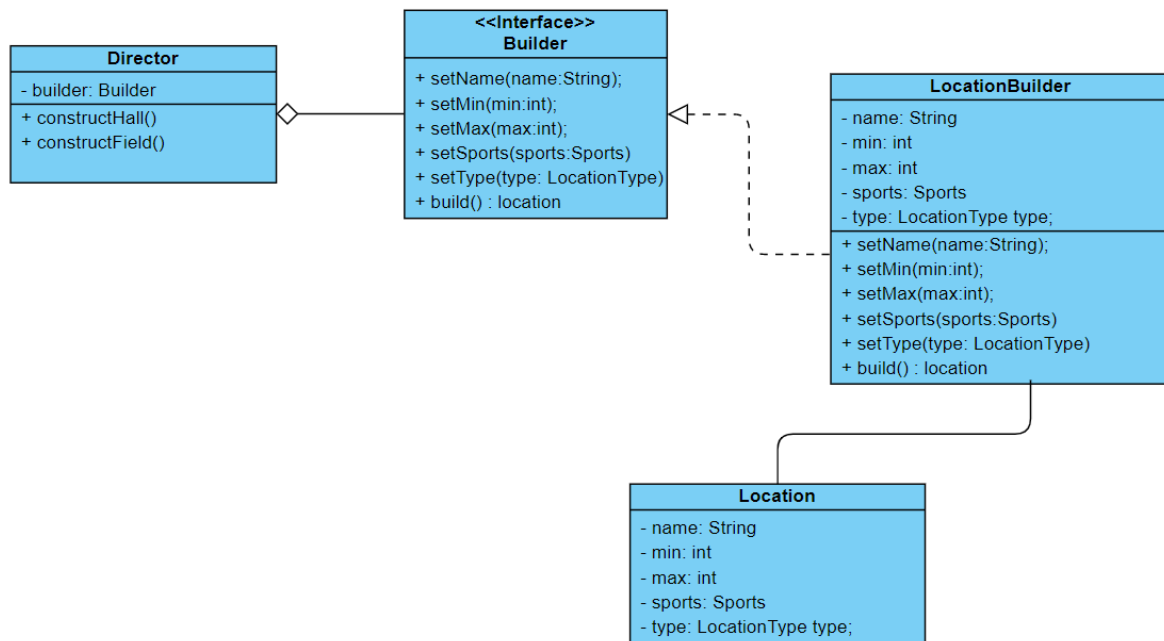 Director
- builder: Builder
+ constructHall()
+ constructField()
<<Interface>>
Builder
+ setName(name:String);
+ setMin(min:int);
+ setMax(max:int);
+ setSports(sports:Sports)
+ setType(type: LocationType)
+ build() : location
LocationBuilder
- name: String
- min: int
- max: int
- sports: Sports
- type: LocationType type;
+ setName(name:String);
+ setMin(min:int);
+ setMax(max:int);
+ setSports(sports:Sports)
+ setType(type: LocationType)
+ build() : location
Location
- name: String
- min: int
- max: int
- sports: Sports
- type: LocationType type;